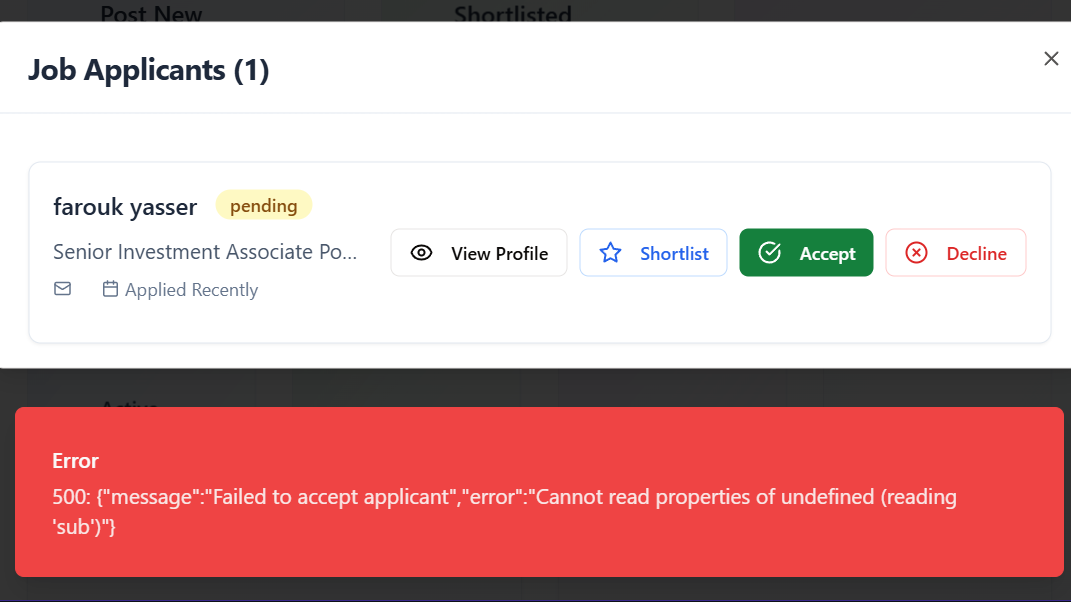 Post New
Shortlisted
Job Applicants (1)
farouk yasser
pending
Senior Investment Associate Po...
View Profile
Shortlist
Accept
Decline
Applied Recently
Active
Error
500: {"message":"Failed to accept applicant","error":"Cannot read properties of undefined (reading
'sub')"}